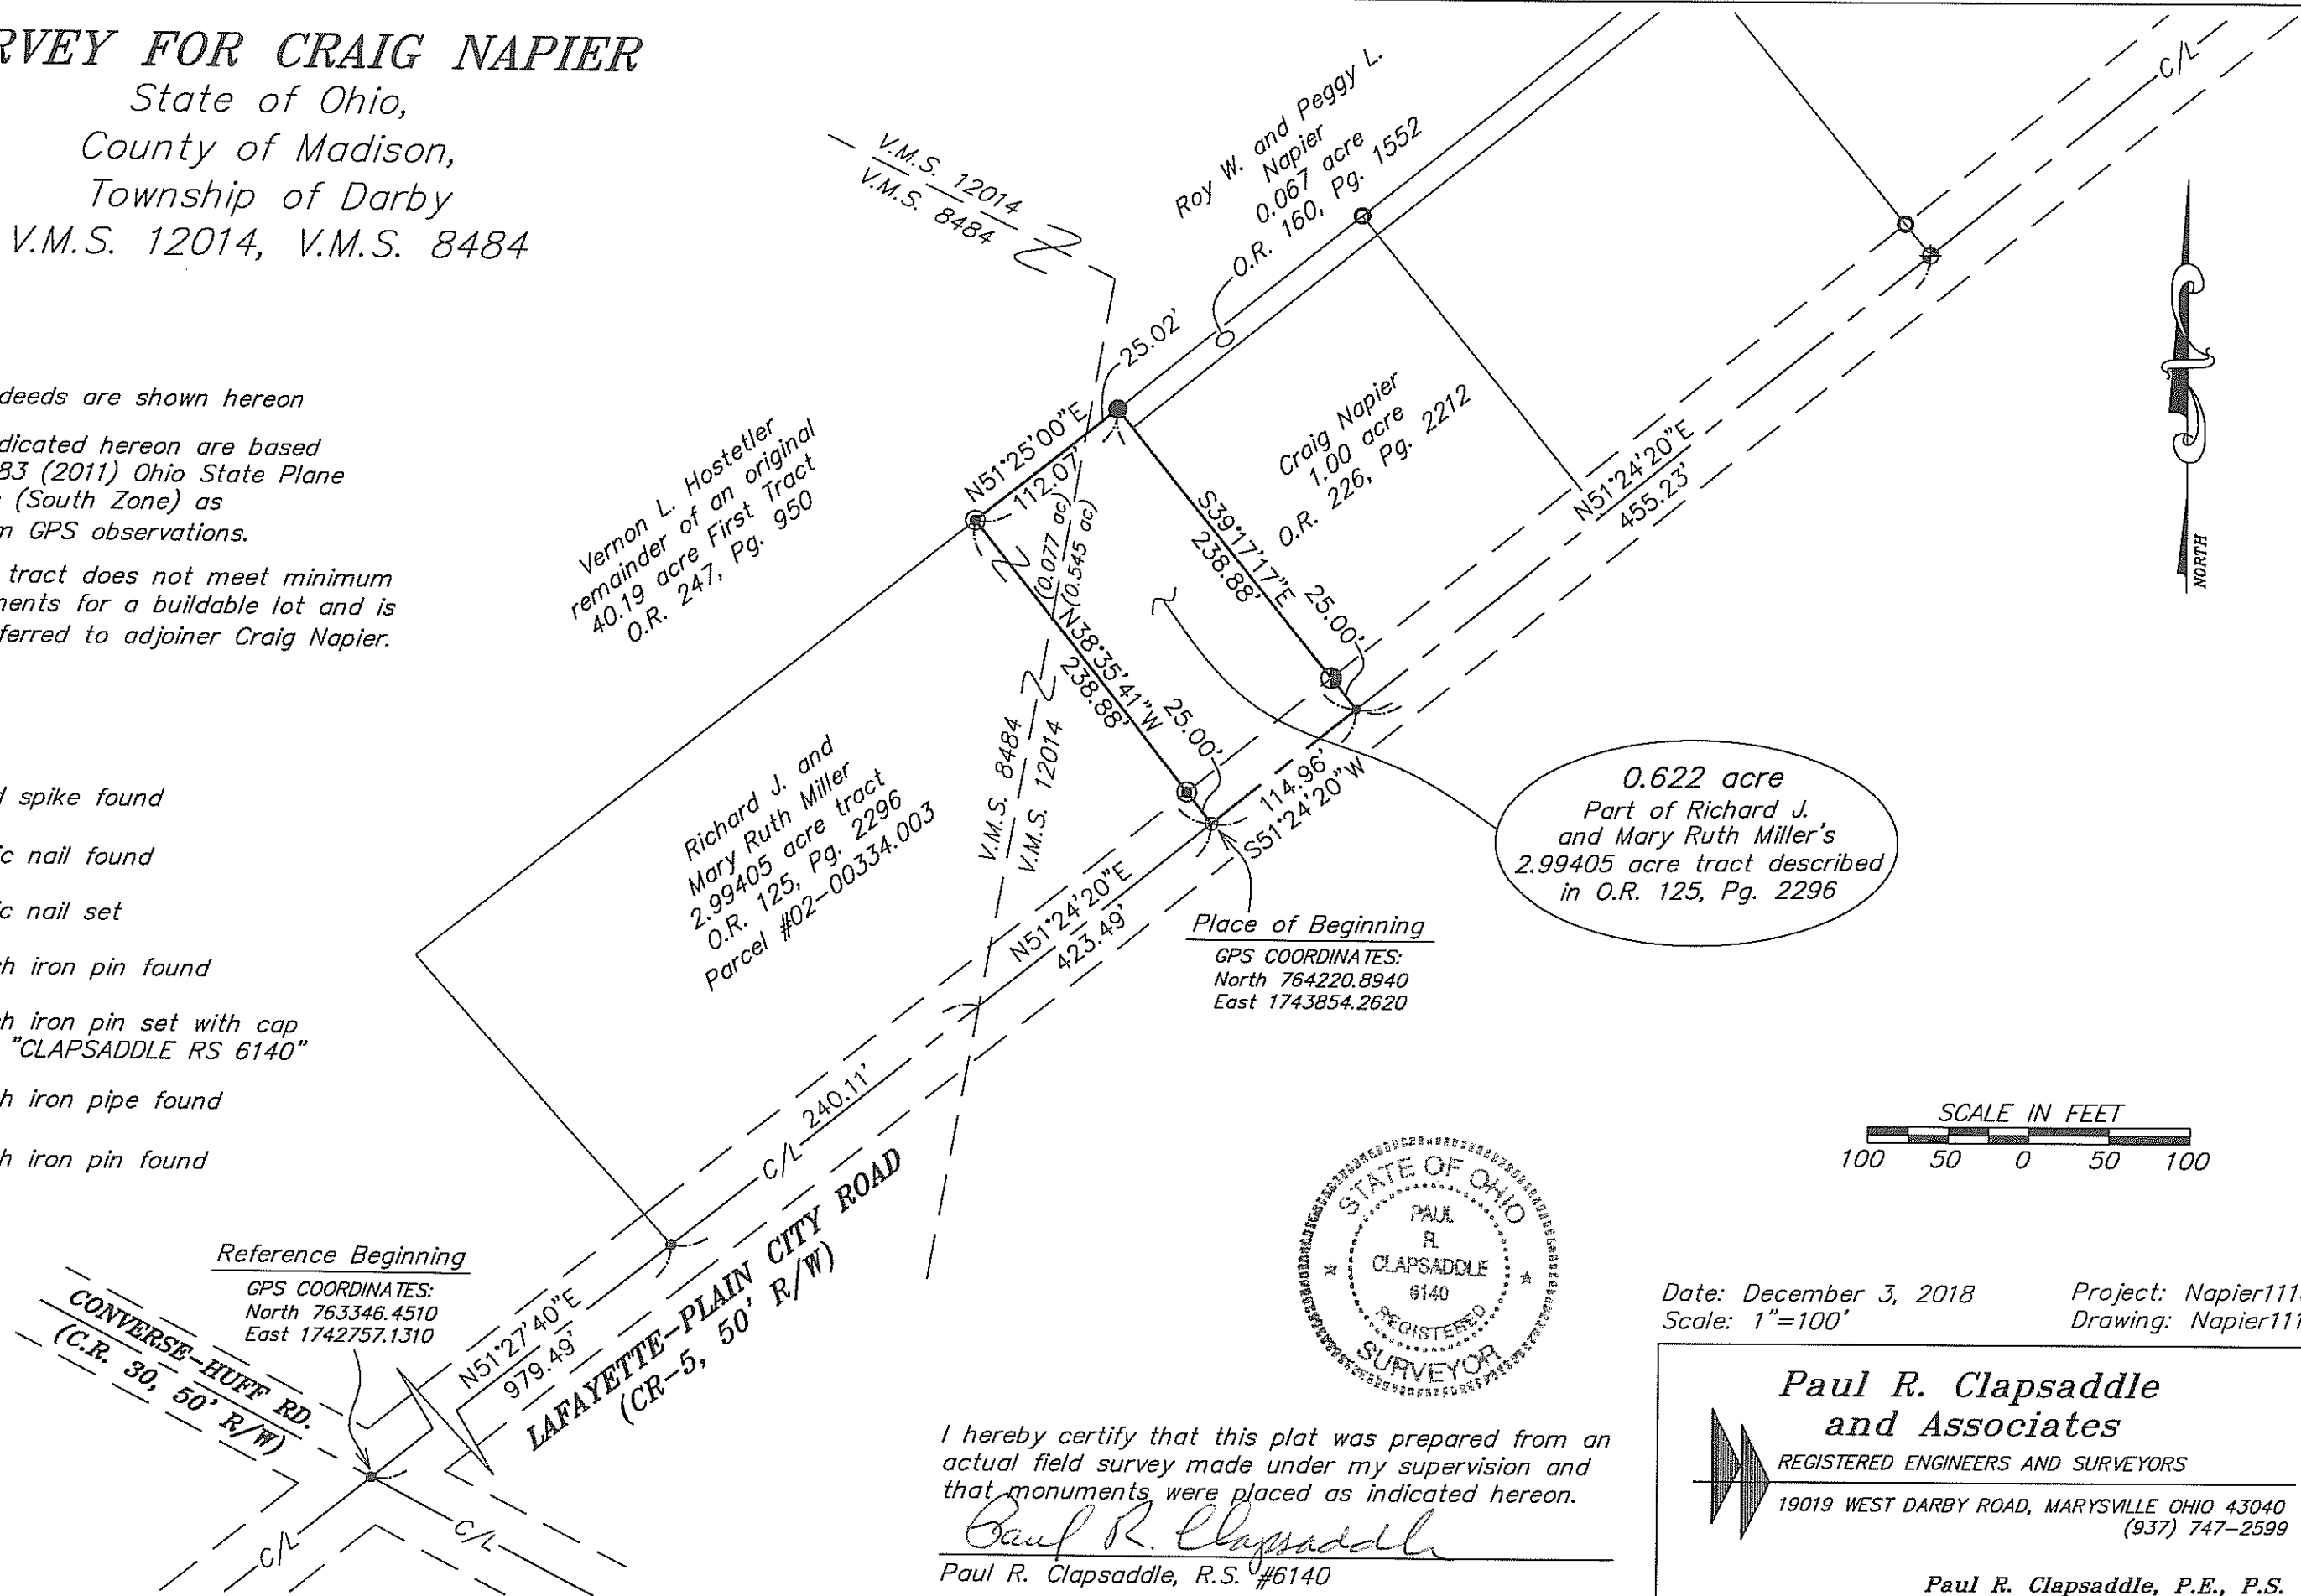 RVEY FOR CRAIG NAPIER
State of Ohio,
County of Madison,
Township of Darby
V.M.S. 12014, V.M.S. 8484
deeds are shown hereon
dicated hereon are based
83 (2011) Ohio State Plane
(South Zone) as
GPS observations.
tract does not meet minimum
ents for a buildable lot and is
ferred to adjoiner Craig Napier.
spike found
nail found
nail set
iron pin found
iron pin set with cap
"CLAPSADDLE RS 6140"
iron pipe found
iron pin found
V.M.S. 12014
V.M.S. 8484
Roy W. and Peggy L.
Napier
0.067 acre
O.R. 160, Pg. 1552
C/L
25.02'
N51°25'00"E
112.07'
(0.077 ac)
(0.545 ac)
Vernon L. Hostetler
remainder of an original
40.19 acre First Tract
O.R. 247, Pg. 950
Craig Napier
1.00 acre
O.R. 226, Pg. 2212
S39°17'17"E
238.88'
25.00'
N51°24'20"E
455.23'
NORTH
N38°35'41"W
238.88'
25.00'
V.M.S. 8484
V.M.S. 12014
114.96'
S51°24'20"W
Richard J. and
Mary Ruth Miller
2.99405 acre tract
O.R. 125, Pg. 2296
Parcel #02-00334.003
0.622 acre
Part of Richard J.
and Mary Ruth Miller's
2.99405 acre tract described
in O.R. 125, Pg. 2296
N51°24'20"E
423.49'
Place of Beginning
GPS COORDINATES:
North 764220.8940
East 1743854.2620
240.11'
C/L
LAFAYETTE-PLAIN CITY ROAD
(CR-5, 50' R/W)
N51°27'40"E
979.49'
Reference Beginning
GPS COORDINATES:
North 763346.4510
East 1742757.1310
CONVERSE-HUFF RD.
(C.R. 30, 50' R/W)
C/L
C/L
SCALE IN FEET
100 50 0 50 100
STATE OF OHIO
PAUL
R.
CLAPSADDLE
6140
REGISTERED
SURVEYOR
Date: December 3, 2018 Project: Napier111
Scale: 1"=100' Drawing: Napier111
I hereby certify that this plat was prepared from an
actual field survey made under my supervision and
that monuments were placed as indicated hereon.
Paul R. Clapsaddle
Paul R. Clapsaddle, R.S. #6140
Paul R. Clapsaddle
and Associates
REGISTERED ENGINEERS AND SURVEYORS
19019 WEST DARBY ROAD, MARYSVILLE OHIO 43040
(937) 747-2599
Paul R. Clapsaddle, P.E., P.S.